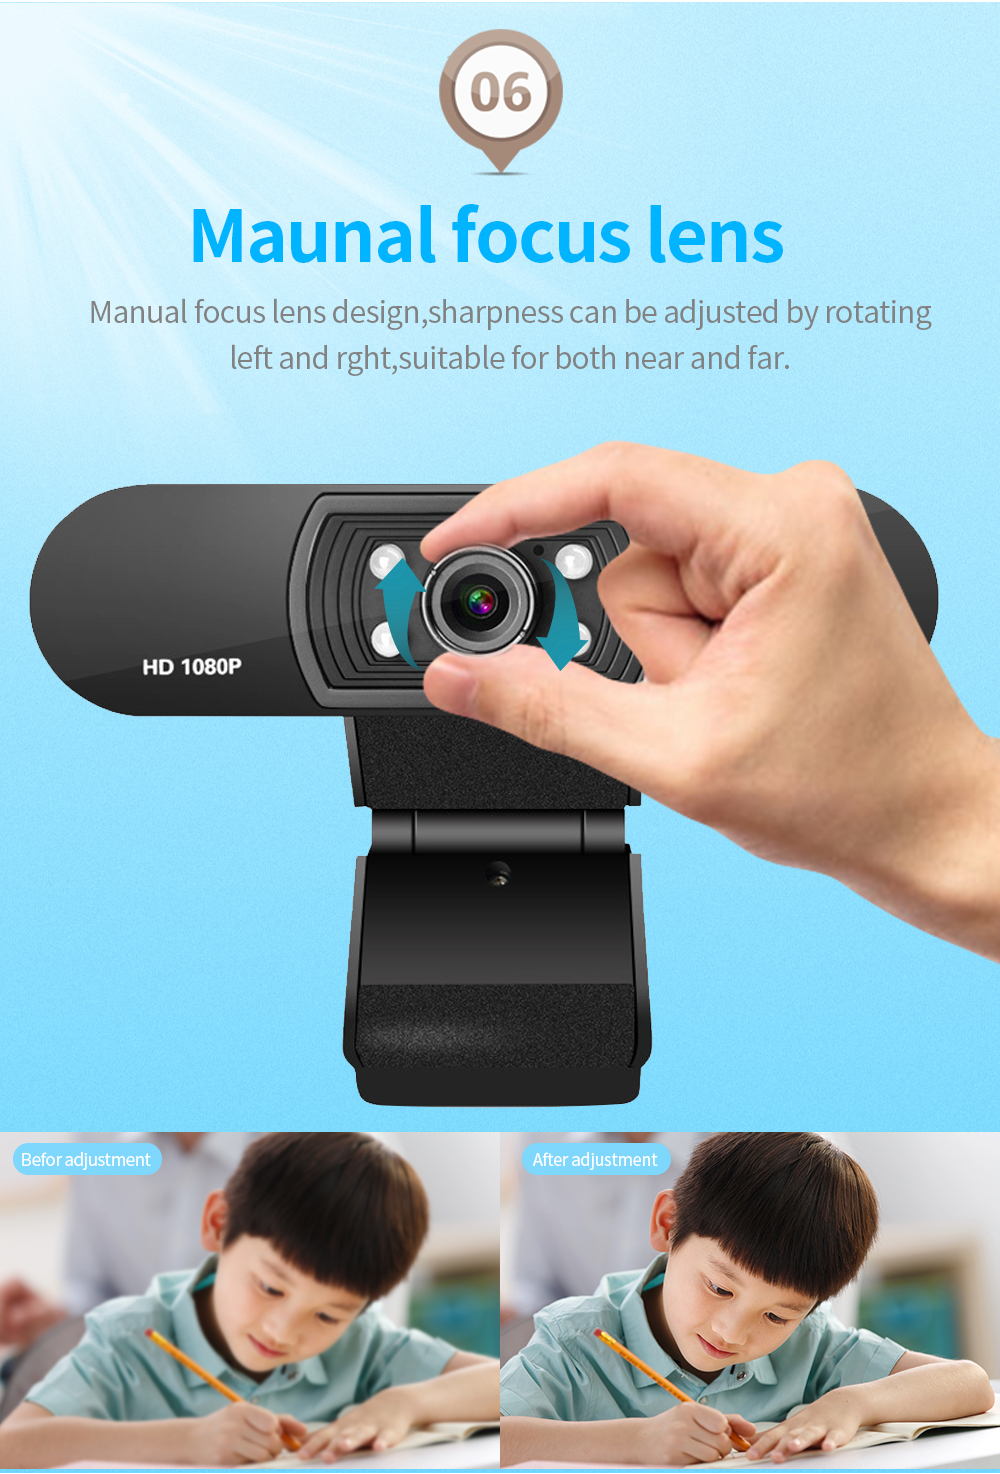 06
Maunal focus lens
Manual focus lens design,sharpness can be adjusted by rotating
left and rght,suitable for both near and far.
HD 1080P
Befor adjustment
After adjustment